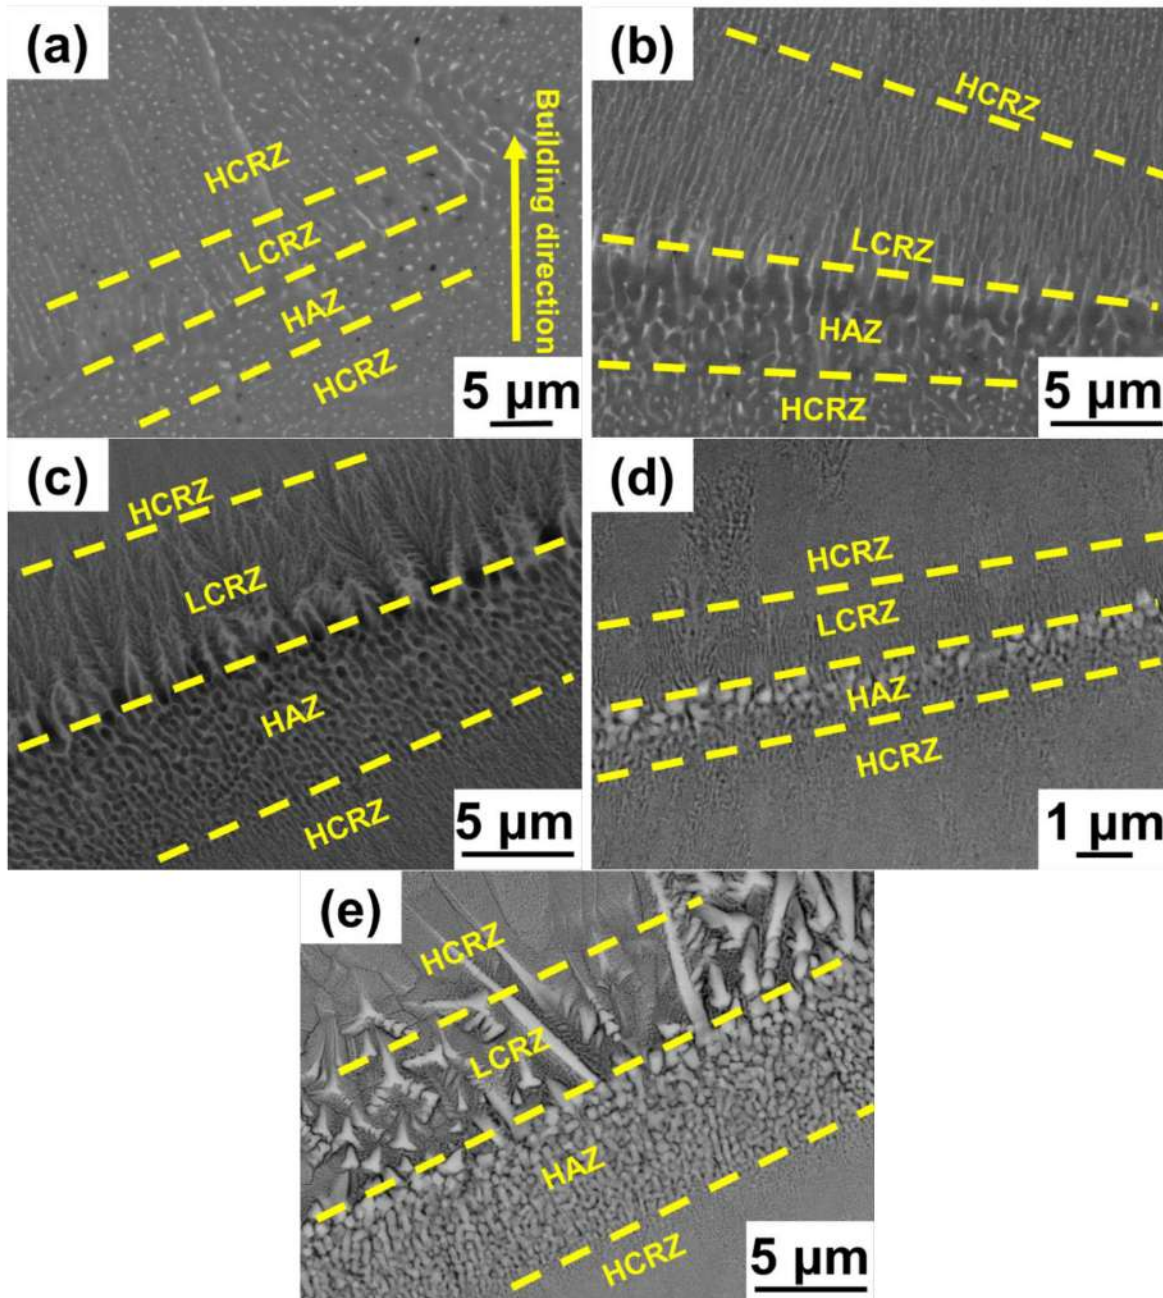 (a)
HCRZ
LCRZ
HAZ
HCRZ
Building direction
5 μm
(b)
HCRZ
LCRZ
HAZ
HCRZ
5 μm
(c)
HCRZ
LCRZ
HAZ
HCRZ
5 μm
(d)
HCRZ
LCRZ
HAZ
HCRZ
1 μm
(e)
HCRZ
LCRZ
HAZ
HCRZ
5 μm